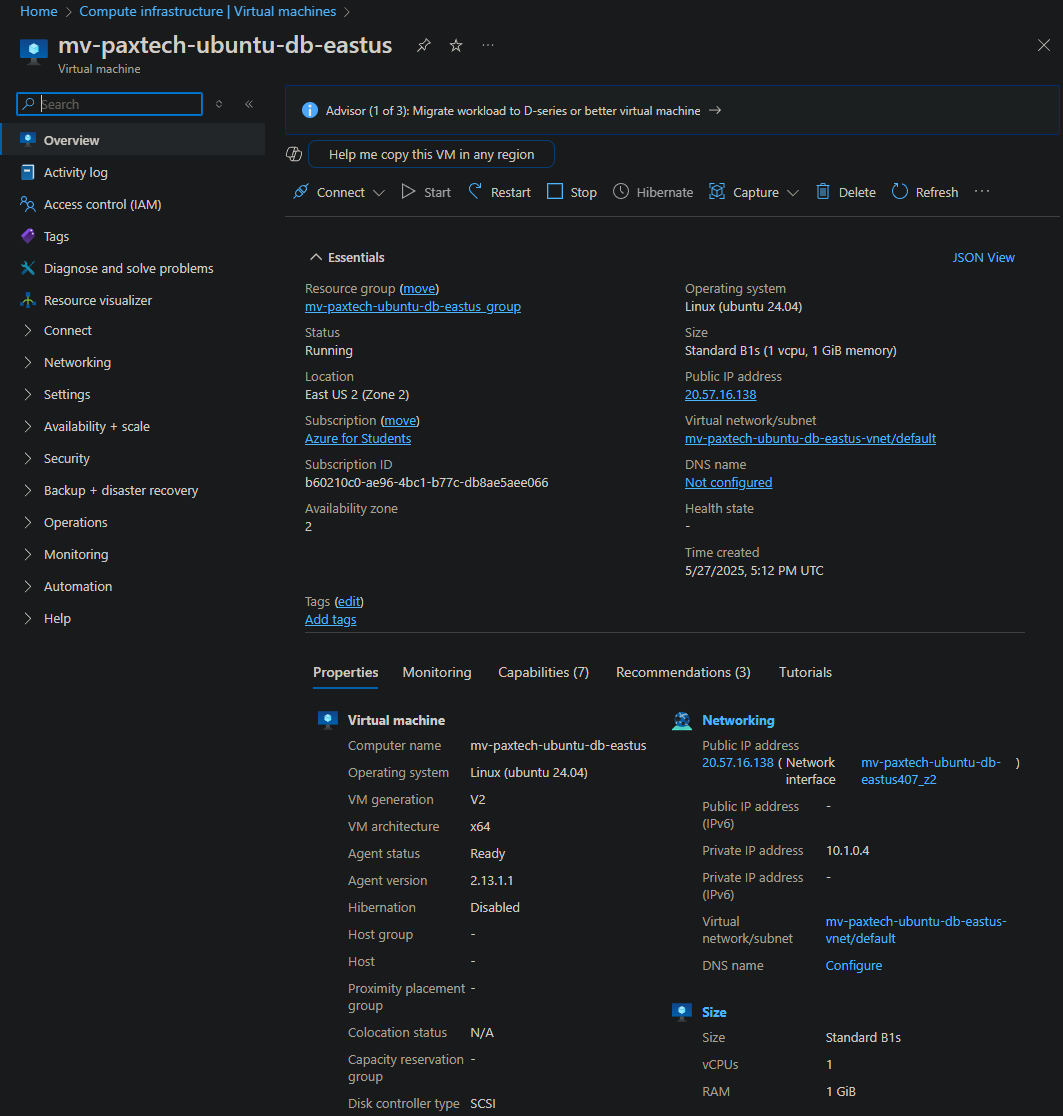 Home > Compute infrastructure | Virtual machines >
mv-paxtech-ubuntu-db-eastus
Virtual machine
Search
Overview
Activity log
Access control (IAM)
Tags
Diagnose and solve problems
Resource visualizer
Connect
Networking
Settings
Availability + scale
Security
Backup + disaster recovery
Operations
Monitoring
Automation
Help
Advisor (1 of 3): Migrate workload to D-series or better virtual machine →
Help me copy this VM in any region
Connect Start Restart Stop Hibernate Capture Delete Refresh ...
Essentials
JSON View
Resource group (move)
mv-paxtech-ubuntu-db-eastus_group
Status
Running
Location
East US 2 (Zone 2)
Subscription (move)
Azure for Students
Subscription ID
b60210c0-ae96-4bc1-b77c-db8ae5aee066
Availability zone
2
Operating system
Linux (ubuntu 24.04)
Size
Standard B1s (1 vcpu, 1 GiB memory)
Public IP address
20.57.16.138
Virtual network/subnet
mv-paxtech-ubuntu-db-eastus-vnet/default
DNS name
Not configured
Health state
-
Time created
5/27/2025, 5:12 PM UTC
Tags (edit)
Add tags
Properties Monitoring Capabilities (7) Recommendations (3) Tutorials
Virtual machine
Computer name mv-paxtech-ubuntu-db-eastus
Operating system Linux (ubuntu 24.04)
VM generation V2
VM architecture x64
Agent status Ready
Agent version 2.13.1.1
Hibernation Disabled
Host group -
Host -
Proximity placement -
group
Colocation status N/A
Capacity reservation -
group
Disk controller type SCSI
Networking
Public IP address
20.57.16.138 ( Network mv-paxtech-ubuntu-db- )
interface eastus407_z2
Public IP address -
(IPv6)
Private IP address 10.1.0.4
Private IP address -
(IPv6)
Virtual mv-paxtech-ubuntu-db-eastus-
network/subnet vnet/default
DNS name Configure
Size
Size Standard B1s
vCPUs 1
RAM 1 GiB